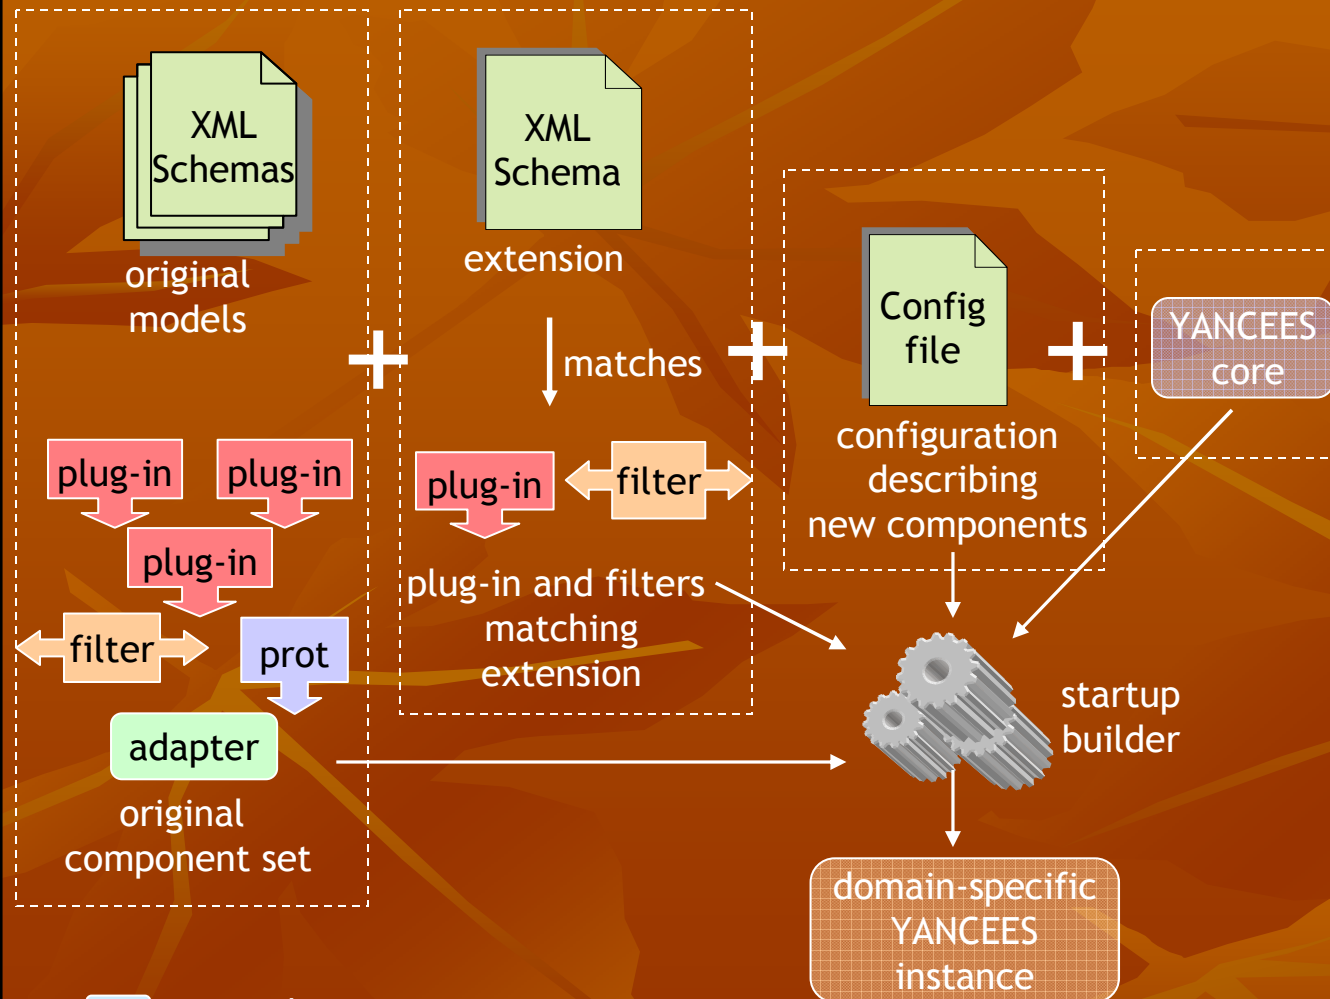 XML
Schemas
original
models
plug-in
plug-in
plug-in
filter
prot
adapter
original
component set
XML
Schema
extension
matches
plug-in
filter
plug-in and filters
matching
extension
Config
file
configuration
describing
new components
YANCEES
core
startup
builder
domain-specific
YANCEES
instance